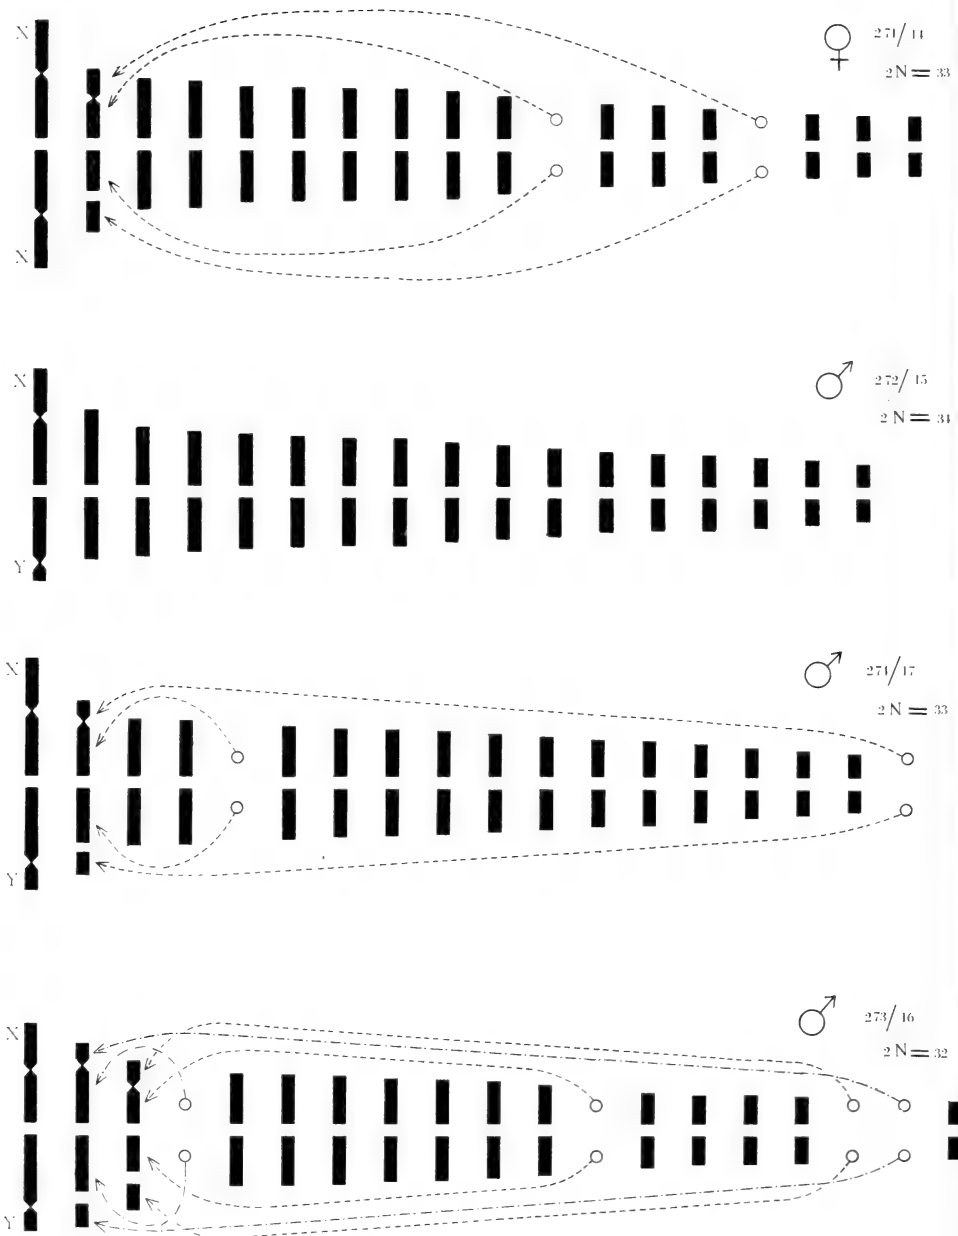 X
♀ 271/14
2N = 33
X
X
♂ 272/15
2N = 34
Y
X
♂ 274/17
2N = 33
Y
X
♂ 273/16
2N = 32
Y